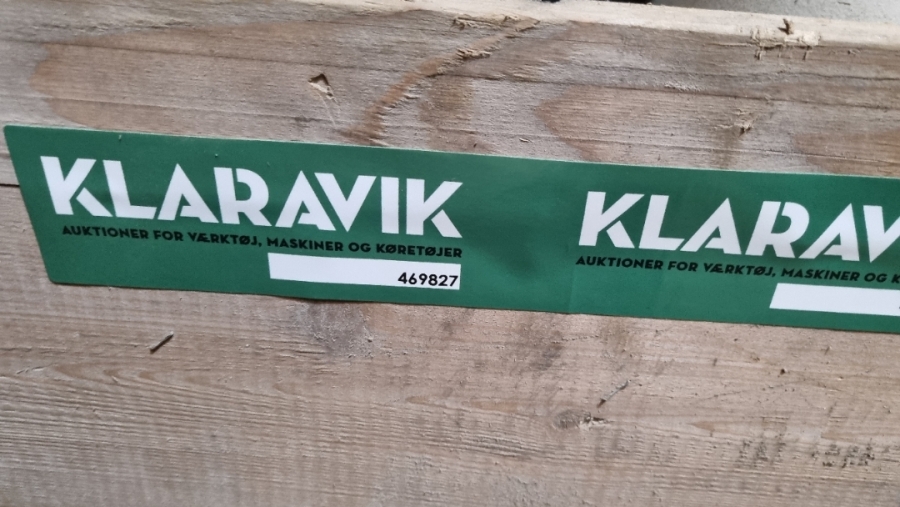 KLARAVIK
AUKTIONER FOR VÆRKTØJ, MASKINER OG KØRETØJER
469827
KLARAV
AUKTIONER FOR VÆRKTØJ, MASKINER OG K